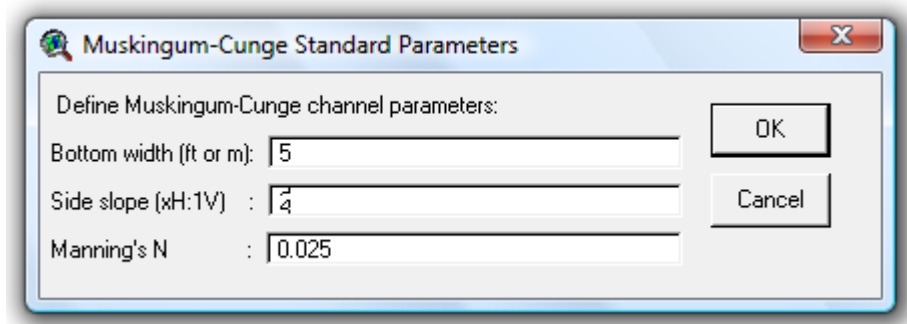 Muskingum-Cunge Standard Parameters
Define Muskingum-Cunge channel parameters:
Bottom width (ft or m): 5
Side slope (xH:1V) :
Manning's N : 0.025
OK
Cancel